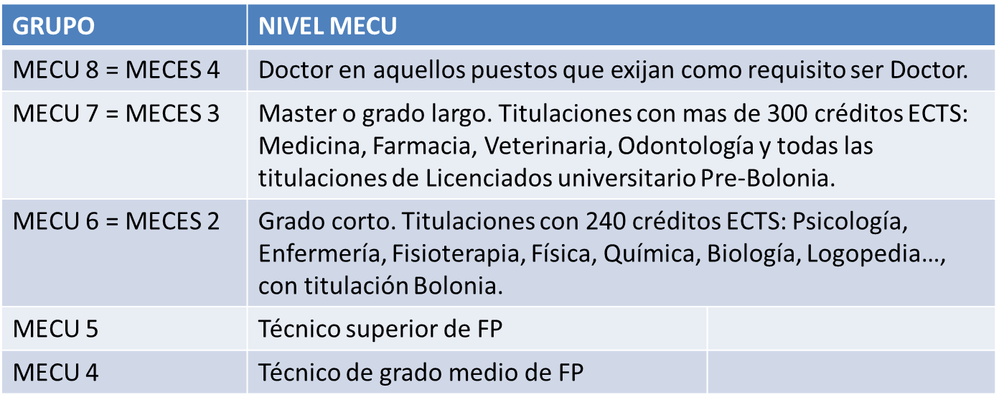 GRUPO
NIVEL MECU
MECU 8 = MECES 4
Doctor en aquellos puestos que exijan como requisito ser Doctor.
MECU 7 = MECES 3
Master o grado largo. Titulaciones con mas de 300 créditos ECTS:
Medicina, Farmacia, Veterinaria, Odontología y todas las
titulaciones de Licenciados universitario Pre-Bolonia.
MECU 6 = MECES 2
Grado corto. Titulaciones con 240 créditos ECTS: Psicología,
Enfermería, Fisioterapia, Física, Química, Biología, Logopedia...,
con titulación Bolonia.
MECU 5
Técnico superior de FP
MECU 4
Técnico de grado medio de FP